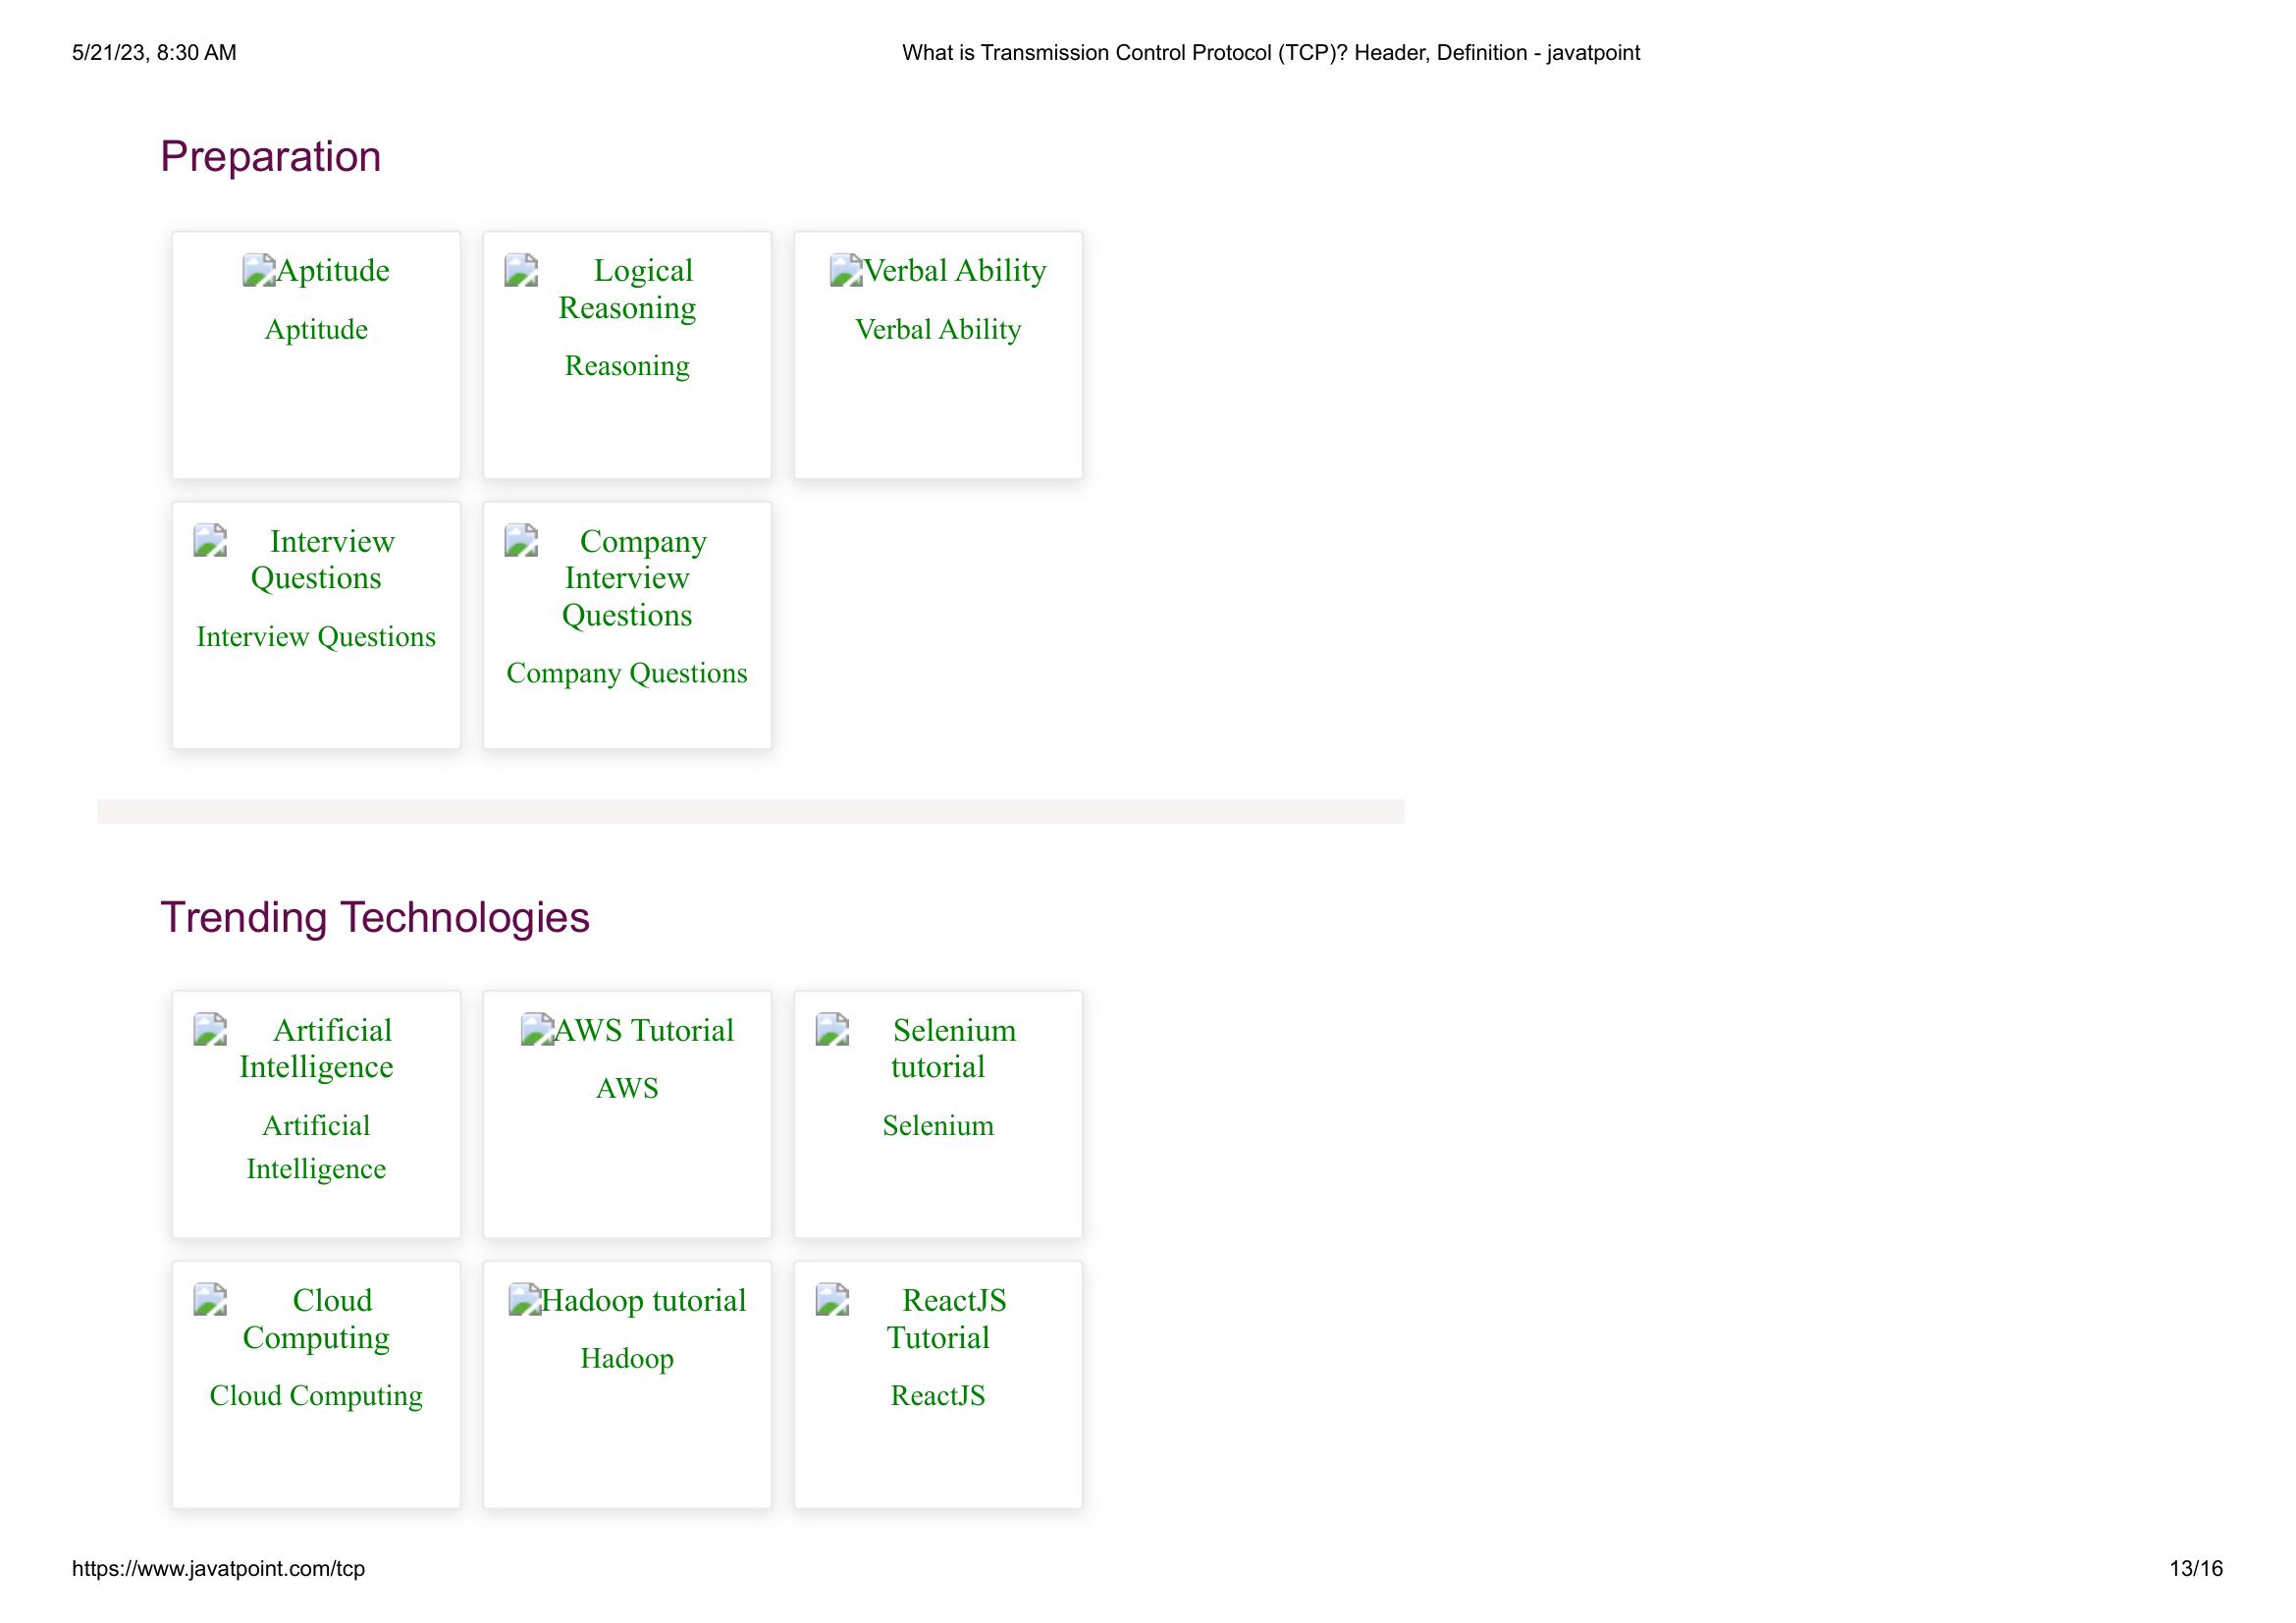 5/21/23, 8:30 AM
What is Transmission Control Protocol (TCP)? Header, Definition - javatpoint
Preparation
Aptitude
Aptitude
Logical
Reasoning
Reasoning
Verbal Ability
Verbal Ability
Interview
Questions
Interview Questions
Company
Interview
Questions
Company Questions
Trending Technologies
Artificial
Intelligence
Artificial
Intelligence
AWS Tutorial
AWS
Selenium
tutorial
Selenium
Cloud
Computing
Cloud Computing
Hadoop tutorial
Hadoop
ReactJS
Tutorial
ReactJS
https://www.javatpoint.com/tcp
13/16